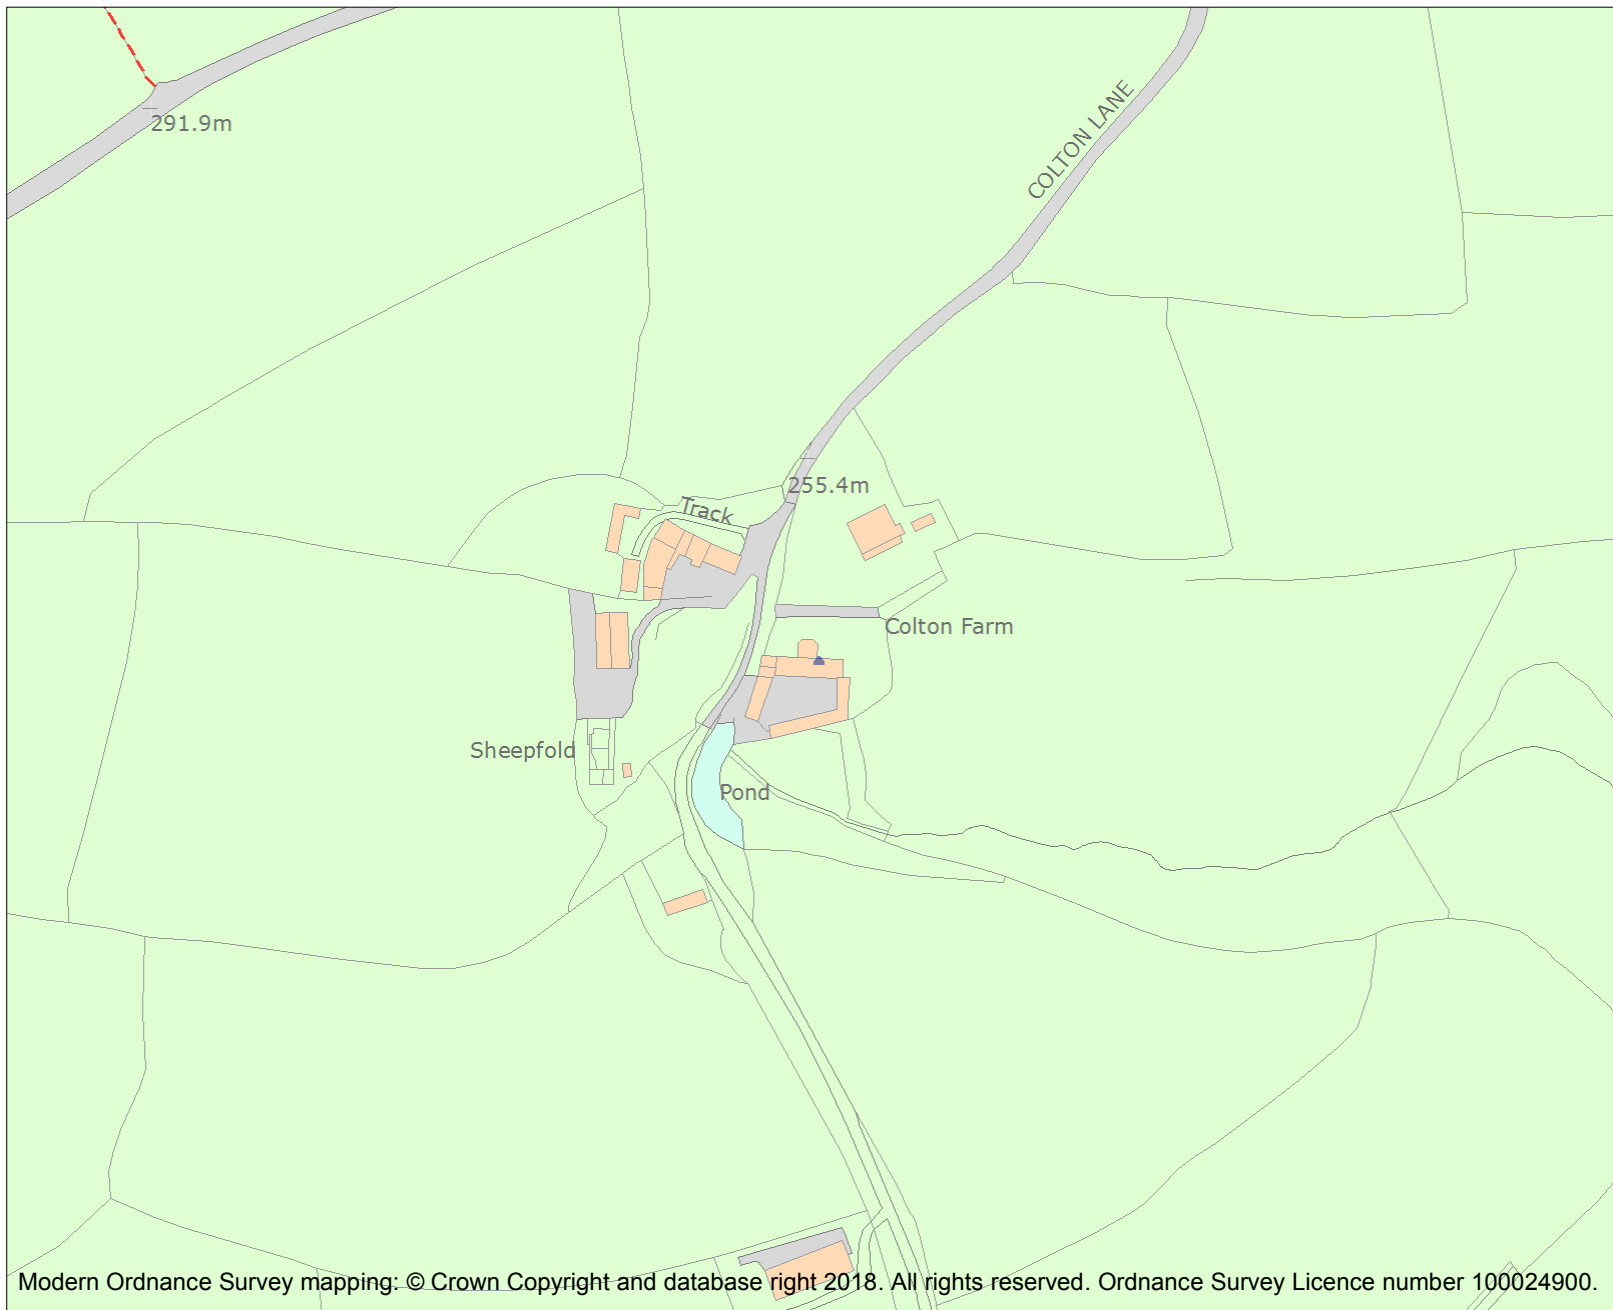 291.9m
COLTON LANE
255.4m
Track
Colton Farm
Sheepfold
Pond
Modern Ordnance Survey mapping: © Crown Copyright and database right 2018. All rights reserved. Ordnance Survey Licence number 100024900.